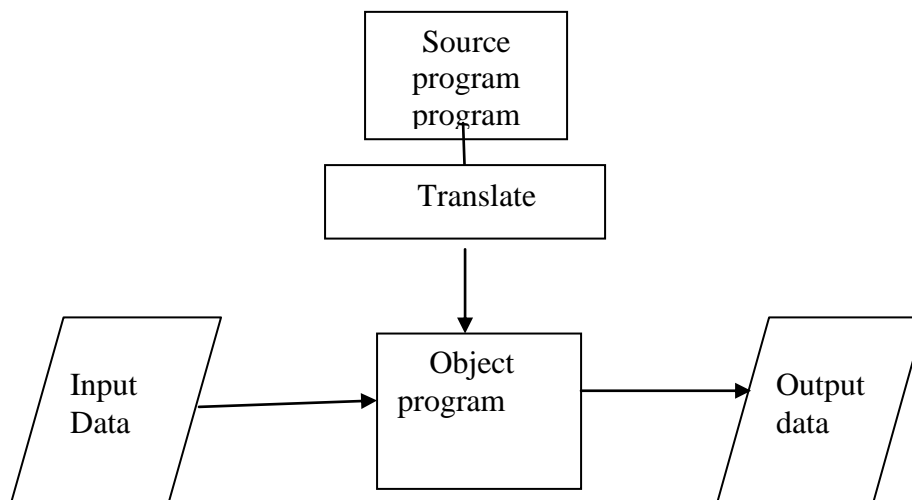 Source
program
program
Translate
Object
program
Input
Data
Output
data